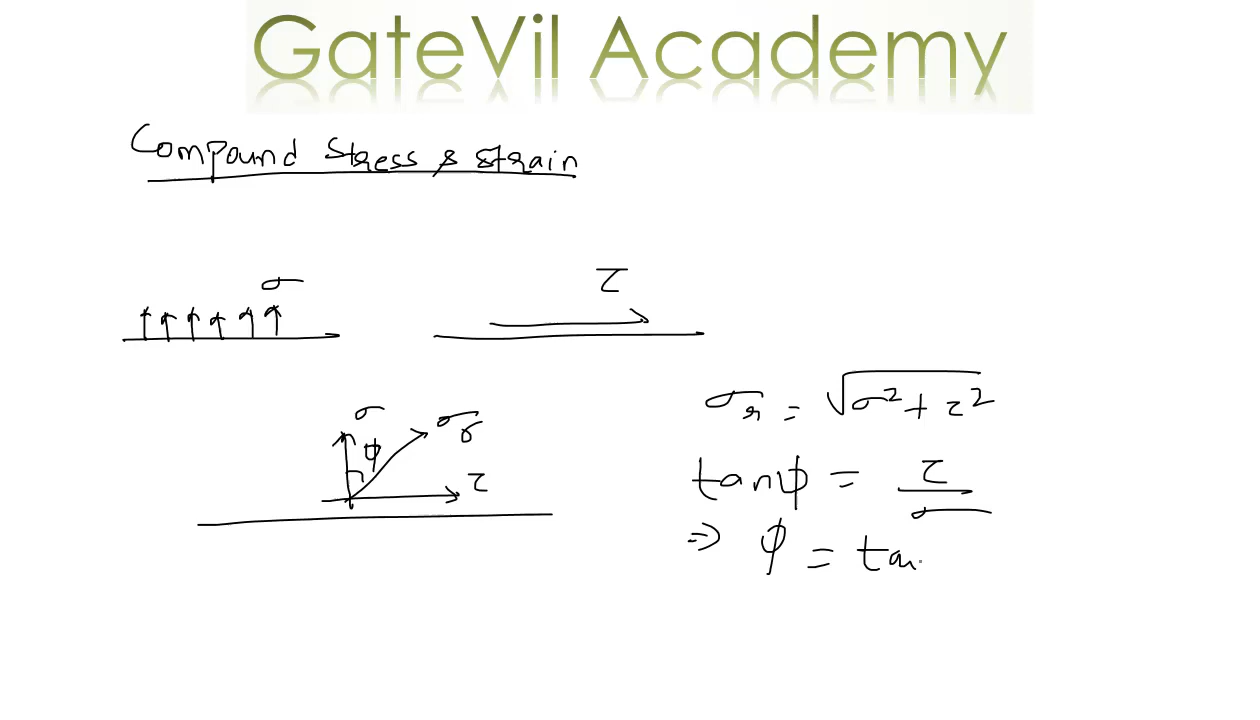 GateVil Academy
Compound stress & strain
σ
τ
σr = √σ² + τ²
σ
φ
σr
τ
tanφ = τ/σ
⇒ φ = tan